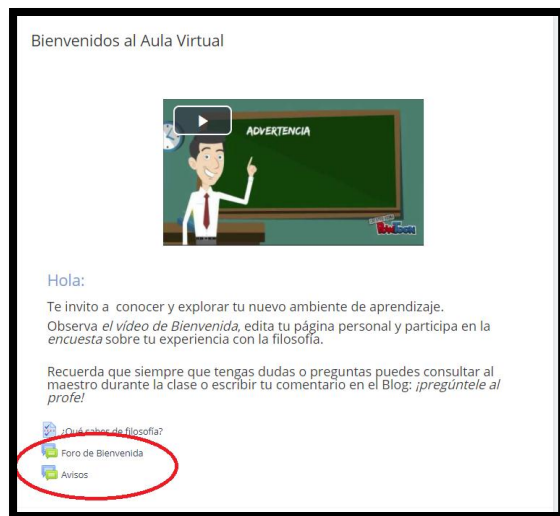 Bienvenidos al Aula Virtual
ADVERTENCIA
PowToon
Hola:
Te invito a conocer y explorar tu nuevo ambiente de aprendizaje.
Observa el vídeo de Bienvenida, edita tu página personal y participa en la
encuesta sobre tu experiencia con la filosofía.
Recuerda que siempre que tengas dudas o preguntas puedes consultar al
maestro durante la clase o escribir tu comentario en el Blog: ¡pregúntele al
profe!
¿Qué sabes de filosofía?
Foro de Bienvenida
Avisos